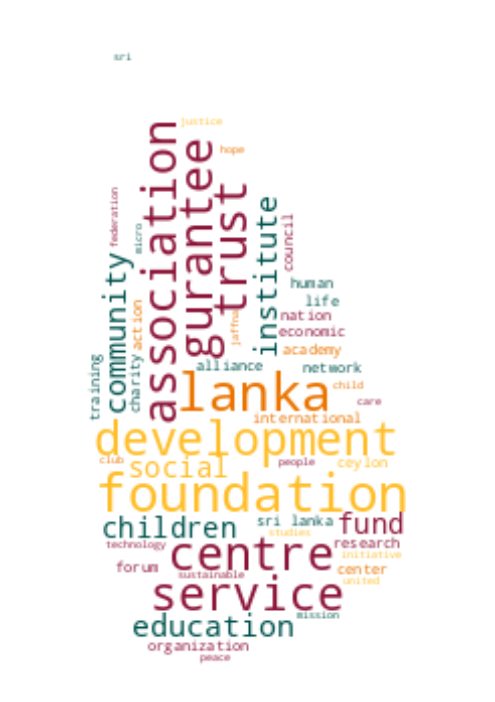 sri
justice
hope
association
gurantee
trust
institute
council
federation
micro
community
action
charity
training
jaffna
human
life
nation
economic
academy
alliance
network
lanka
child
care
international
development
club
social
people
ceylon
foundation
children
sri lanka
fund
studies
technology
centre
research
initiative
forum
sustainable
center
united
service
mission
education
organization
peace